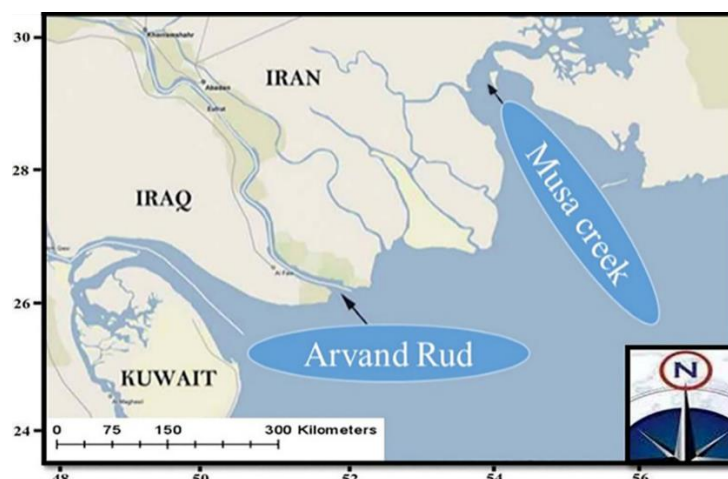 30
28
26
24
48
50
52
54
56
Khorramshahr
Abadan
IRAN
IRAQ
KUWAIT
Al Faw
Musa creek
Arvand Rud
N
0 75 150 300 Kilometers